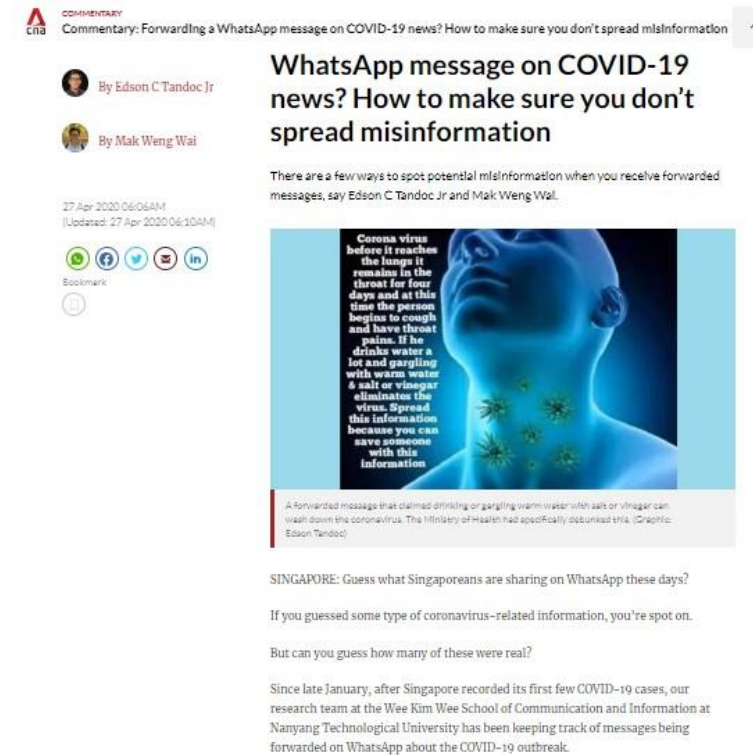 cna
COMMENTARY
Commentary: Forwarding a WhatsApp message on COVID-19 news? How to make sure you don't spread misinformation
By Edson C Tandoc Jr
By Mak Weng Wai
27 Apr 2020 06:06AM
(Updated: 27 Apr 2020 06:10AM)
Bookmark
WhatsApp message on COVID-19
news? How to make sure you don't
spread misinformation
There are a few ways to spot potential misinformation when you receive forwarded
messages, say Edson C Tandoc Jr and Mak Weng Wai.
Corona virus
before it reaches
the lungs it
remains in the
throat for four
days and at this
time the person
begins to cough
and have throat
pains. If he
drinks water a
lot and gargling
with warm water
& salt or vinegar
eliminates the
virus. Spread
this information
because you can
save someone
with this
information
A forwarded message that claimed drinking or gargling warm water with salt or vinegar can
wash down the coronavirus. The Ministry of Health had specifically debunked this. (Graphic:
Edson Tandoc)
SINGAPORE: Guess what Singaporeans are sharing on WhatsApp these days?
If you guessed some type of coronavirus-related information, you're spot on.
But can you guess how many of these were real?
Since late January, after Singapore recorded its first few COVID-19 cases, our
research team at the Wee Kim Wee School of Communication and Information at
Nanyang Technological University has been keeping track of messages being
forwarded on WhatsApp about the COVID-19 outbreak.